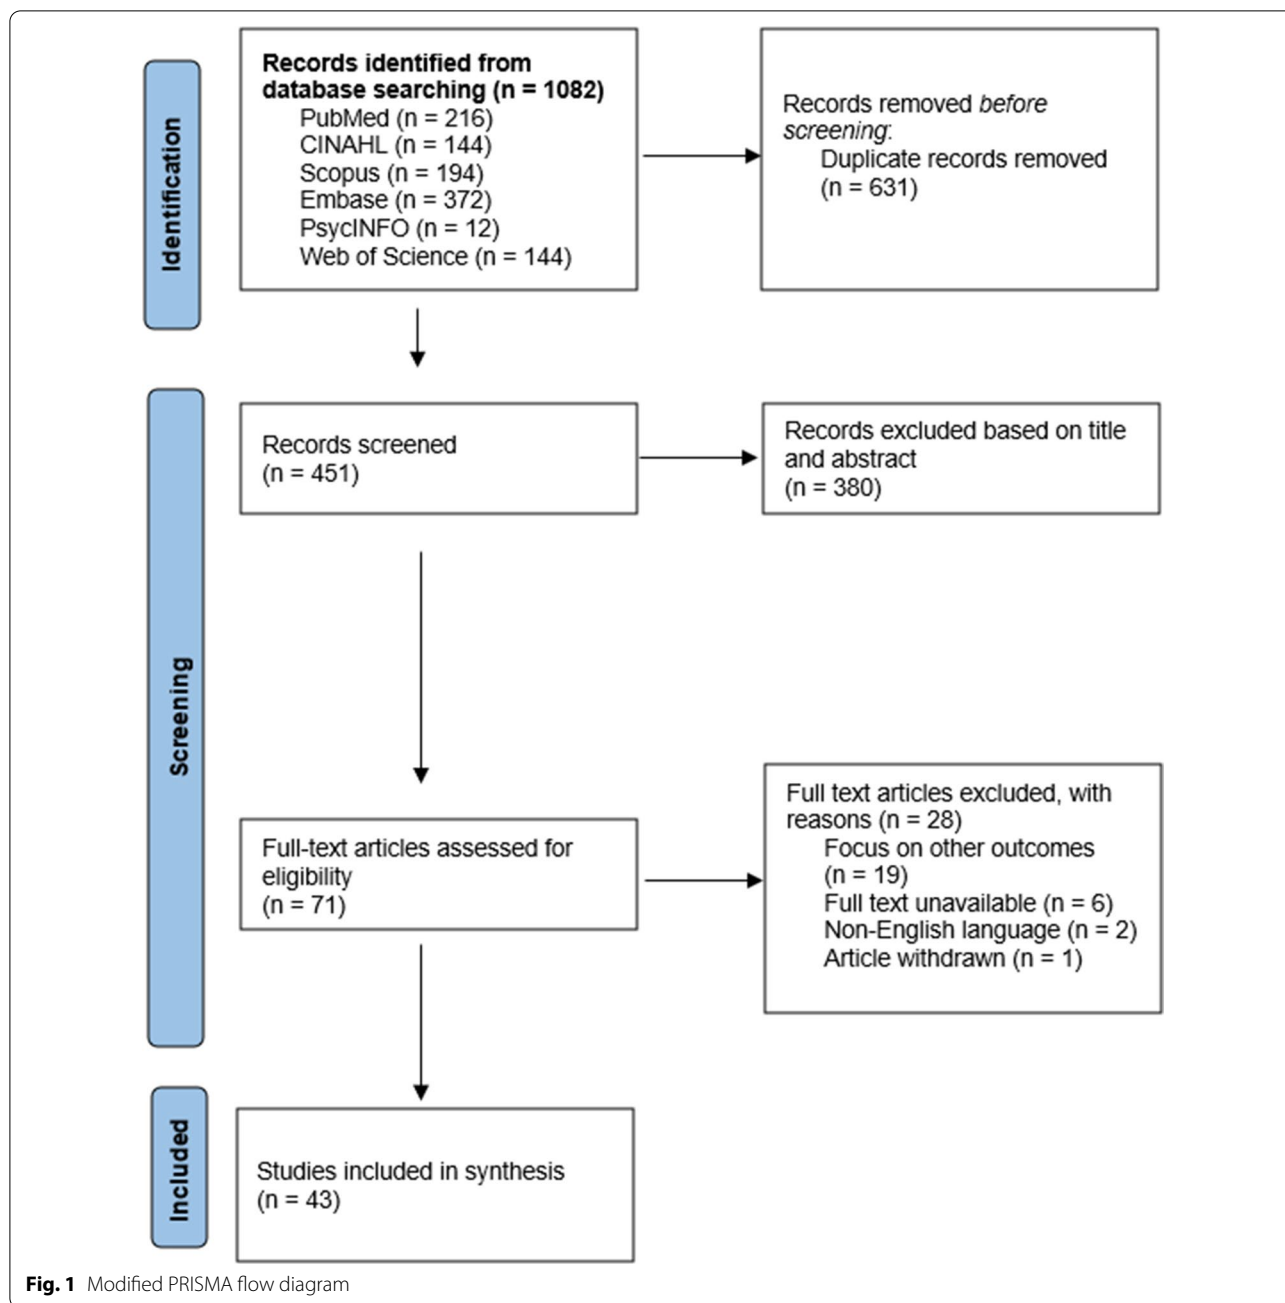 Identification
Records identified from
database searching (n = 1082)
PubMed (n = 216)
CINAHL (n = 144)
Scopus (n = 194)
Embase (n = 372)
PsycINFO (n = 12)
Web of Science (n = 144)
Records removed before
screening:
Duplicate records removed
(n = 631)
Screening
Records screened
(n = 451)
Records excluded based on title
and abstract
(n = 380)
Full-text articles assessed for
eligibility
(n = 71)
Full text articles excluded, with
reasons (n = 28)
Focus on other outcomes
(n = 19)
Full text unavailable (n = 6)
Non-English language (n = 2)
Article withdrawn (n = 1)
Included
Studies included in synthesis
(n = 43)
Fig. 1 Modified PRISMA flow diagram